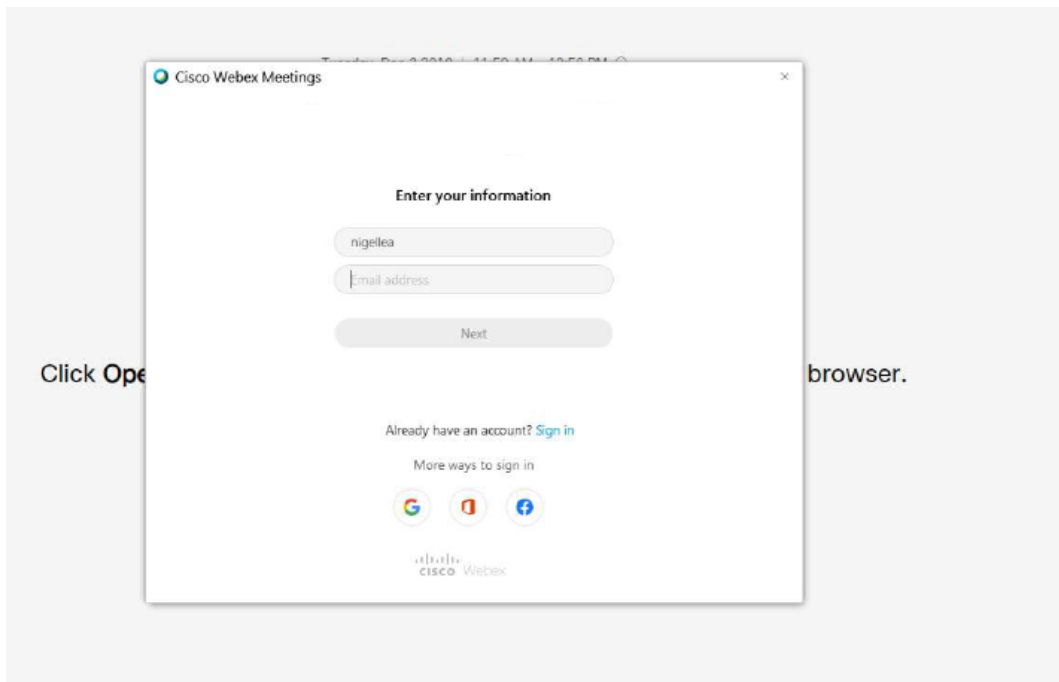 Cisco Webex Meetings
Enter your information
nigellea
Email address
Next
Click Ope browser.
Already have an account? Sign in
More ways to sign in
cisco Webex